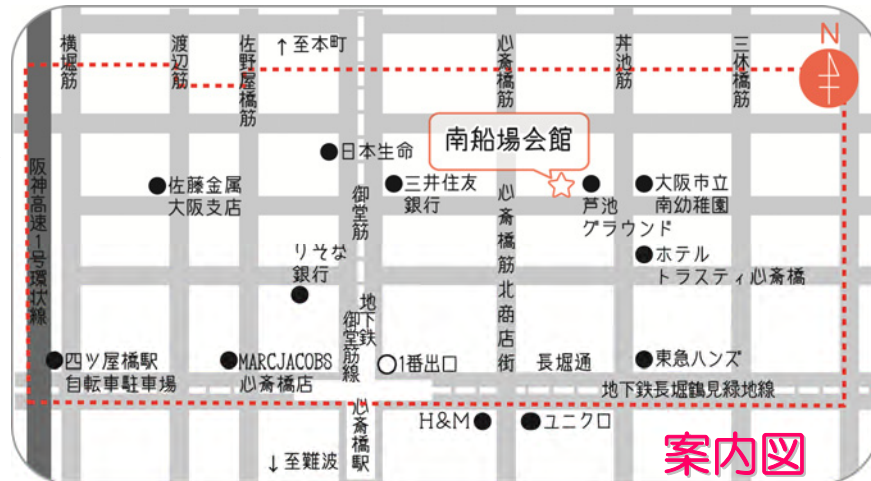 横堀筋
渡辺筋
佐野屋橋筋
↑至本町
心斎橋筋
丼池筋
三休橋筋
N
南船場会館
日本生命
佐藤金属
大阪支店
三井住友
銀行
芦池
グラウンド
大阪市立
南幼稚園
阪神高速1号環状線
御堂筋
心斎橋筋北商店街
りそな
銀行
ホテル
トラスティ心斎橋
地下鉄
御堂筋線
四ツ屋橋駅
自転車駐車場
MARCJACOBS
心斎橋店
1番出口
長堀通
東急ハンズ
地下鉄長堀鶴見緑地線
心斎橋駅
H&M
ユニクロ
↓至難波
案内図